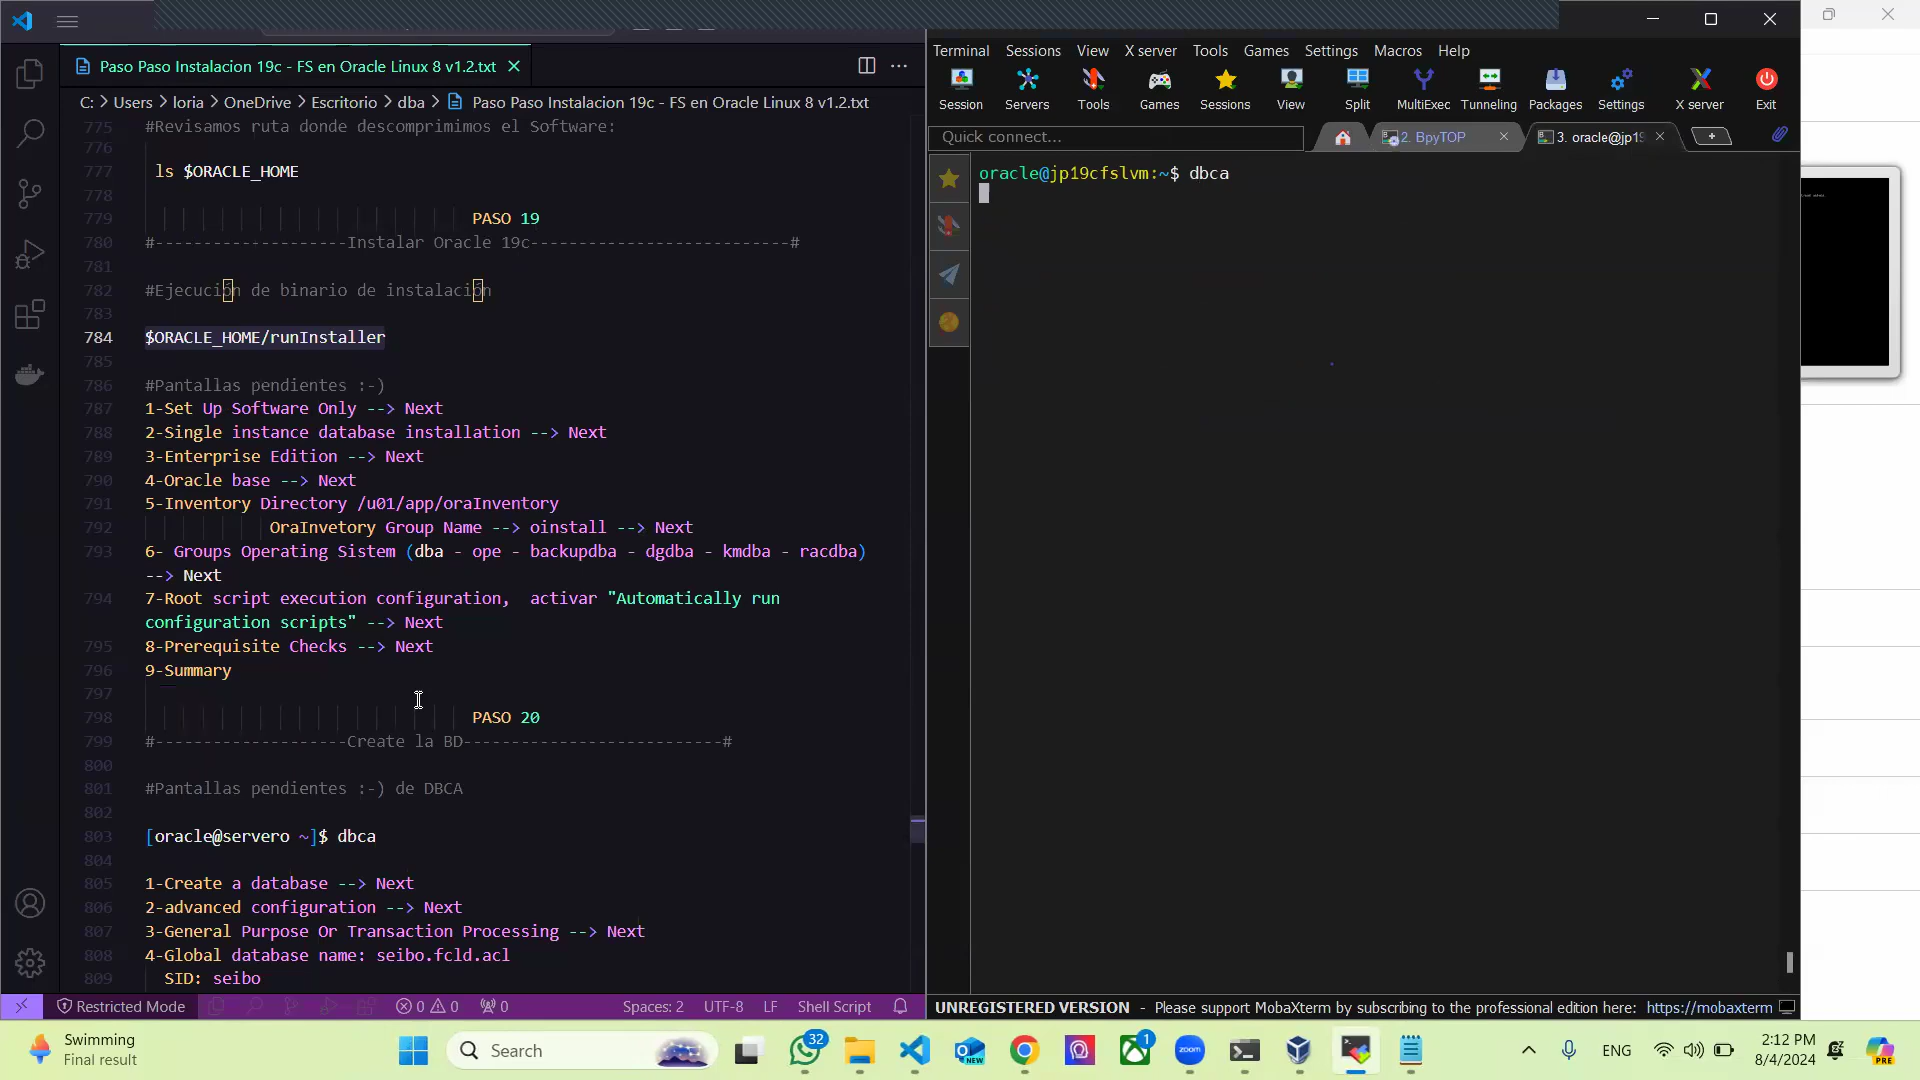 Paso Paso Instalacion 19c - FS en Oracle Linux 8 v1.2.txt
C: > Users > loria > OneDrive > Escritorio > dba > Paso Paso Instalacion 19c - FS en Oracle Linux 8 v1.2.txt
775 #Revisamos ruta donde descomprimimos el Software:
776
777 ls $ORACLE_HOME
778
779 PASO 19
780 #--------------------Instalar Oracle 19c---------------------------#
781
782 #Ejecución de binario de instalación
783
784 $ORACLE_HOME/runInstaller
785
786 #Pantallas pendientes :-)
787 1-Set Up Software Only --> Next
788 2-Single instance database installation --> Next
789 3-Enterprise Edition --> Next
790 4-Oracle base --> Next
791 5-Inventory Directory /u01/app/oraInventory
792 OraInvetory Group Name --> oinstall --> Next
793 6- Groups Operating Sistem (dba - ope - backupdba - dgdba - kmdba - racdba)
--> Next
794 7-Root script execution configuration,  activar "Automatically run
configuration scripts" --> Next
795 8-Prerequisite Checks --> Next
796 9-Summary
797
798 PASO 20
799 #--------------------Create la BD---------------------------#
800
801 #Pantallas pendientes :-) de DBCA
802
803 [oracle@servero ~]$ dbca
804
805 1-Create a database --> Next
806 2-advanced configuration --> Next
807 3-General Purpose Or Transaction Processing --> Next
808 4-Global database name: seibo.fcld.acl
809 SID: seibo
Restricted Mode 0 0 0 Spaces: 2 UTF-8 LF Shell Script
Terminal Sessions View X server Tools Games Settings Macros Help
Session Servers Tools Games Sessions View Split MultiExec Tunneling Packages Settings X server Exit
Quick connect... 2. BpyTOP 3. oracle@jp19
oracle@jp19cfslvm:~$ dbca
UNREGISTERED VERSION - Please support MobaXterm by subscribing to the professional edition here: https://mobaxterm
Swimming
Final result
Search
32
NEW
1
zoom
ENG
2:12 PM
8/4/2024
PRE